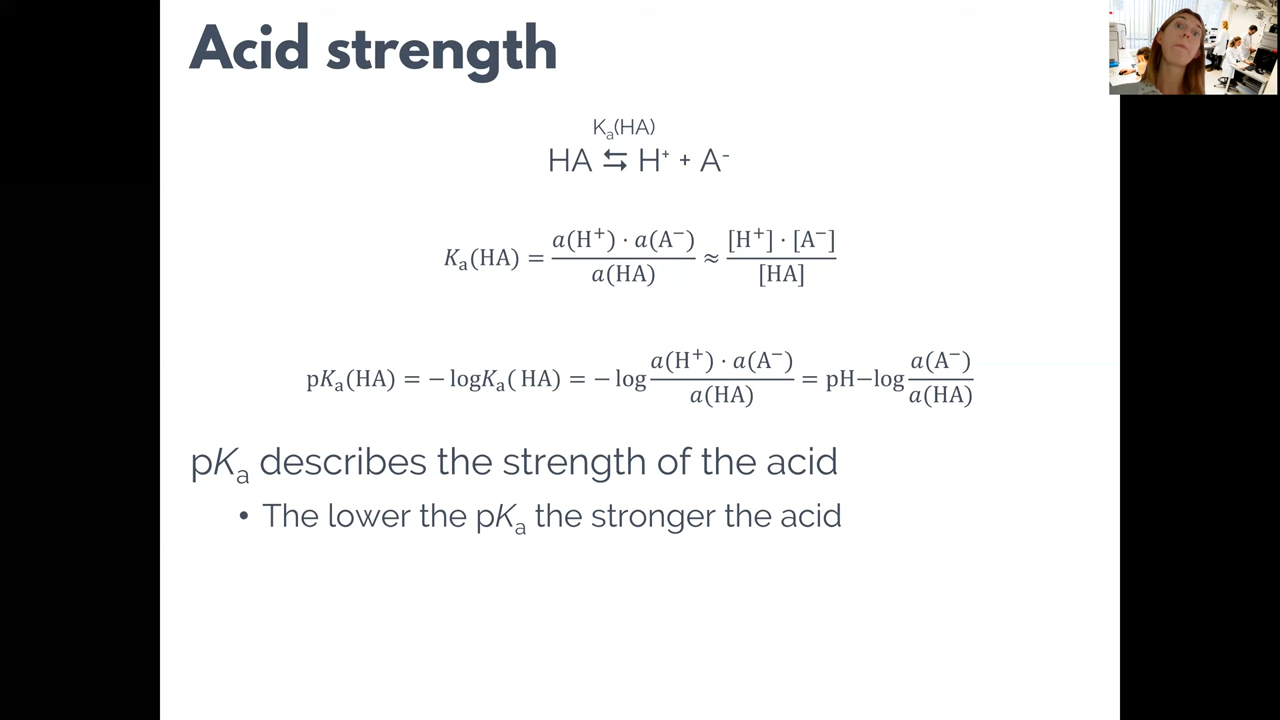 Acid strength
Kₐ(HA)
HA ⇆ H⁺ + A⁻
Kₐ(HA) = a(H⁺) · a(A⁻) / a(HA) ≈ [H⁺] · [A⁻] / [HA]
pKₐ(HA) = − logKₐ( HA) = − log a(H⁺) · a(A⁻) / a(HA) = pH−log a(A⁻) / a(HA)
pKₐ describes the strength of the acid
• The lower the pKₐ the stronger the acid